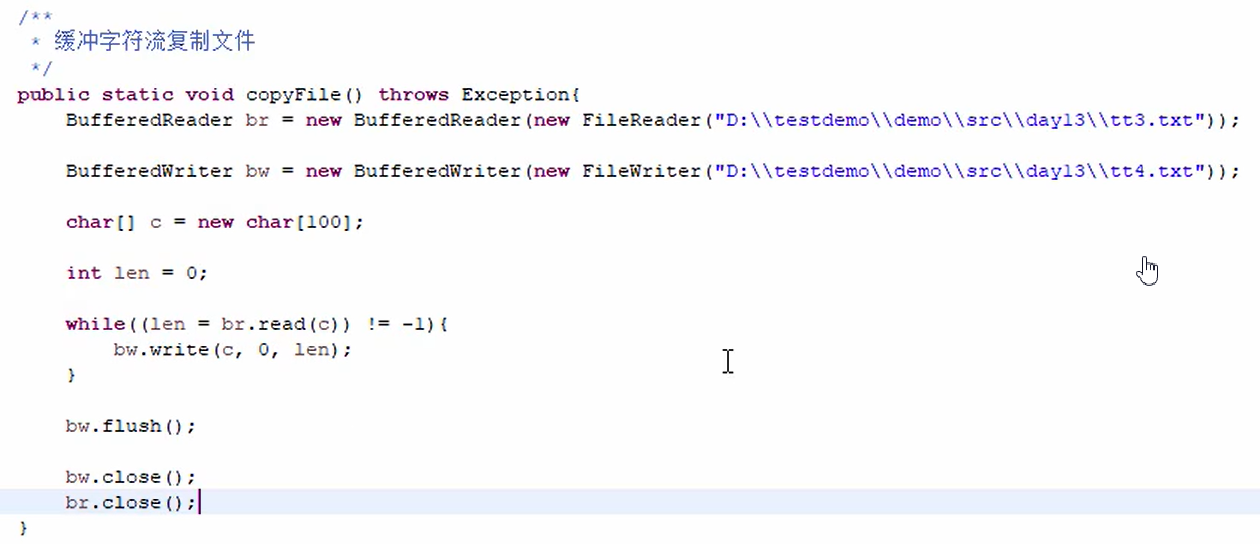 /**
 * 缓冲字符流复制文件
 */
public static void copyFile() throws Exception{
    BufferedReader br = new BufferedReader(new FileReader("D:\\testdemo\\demo\\src\\day13\\tt3.txt"));
    BufferedWriter bw = new BufferedWriter(new FileWriter("D:\\testdemo\\demo\\src\\day13\\tt4.txt"));
    char[] c = new char[100];
    int len = 0;
    while((len = br.read(c)) != -1){
        bw.write(c, 0, len);
    }
    bw.flush();
    bw.close();
    br.close();
}